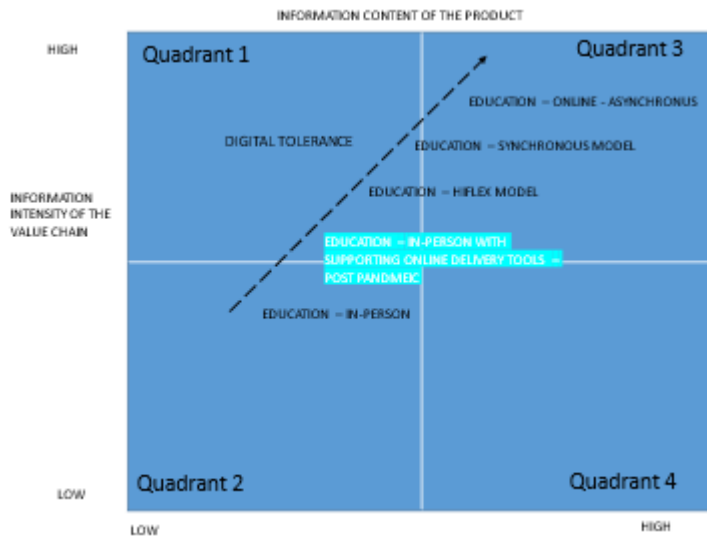 INFORMATION CONTENT OF THE PRODUCT
HIGH
Quadrant 1
Quadrant 3
EDUCATION – ONLINE - ASYNCHRONUS
DIGITAL TOLERANCE
EDUCATION – SYNCHRONOUS MODEL
EDUCATION – HIFLEX MODEL
INFORMATION
INTENSITY OF THE
VALUE CHAIN
EDUCATION – IN-PERSON WITH
SUPPORTING ONLINE DELIVERY TOOLS –
POST PANDMEIC
EDUCATION – IN-PERSON
Quadrant 2
Quadrant 4
LOW
LOW
HIGH